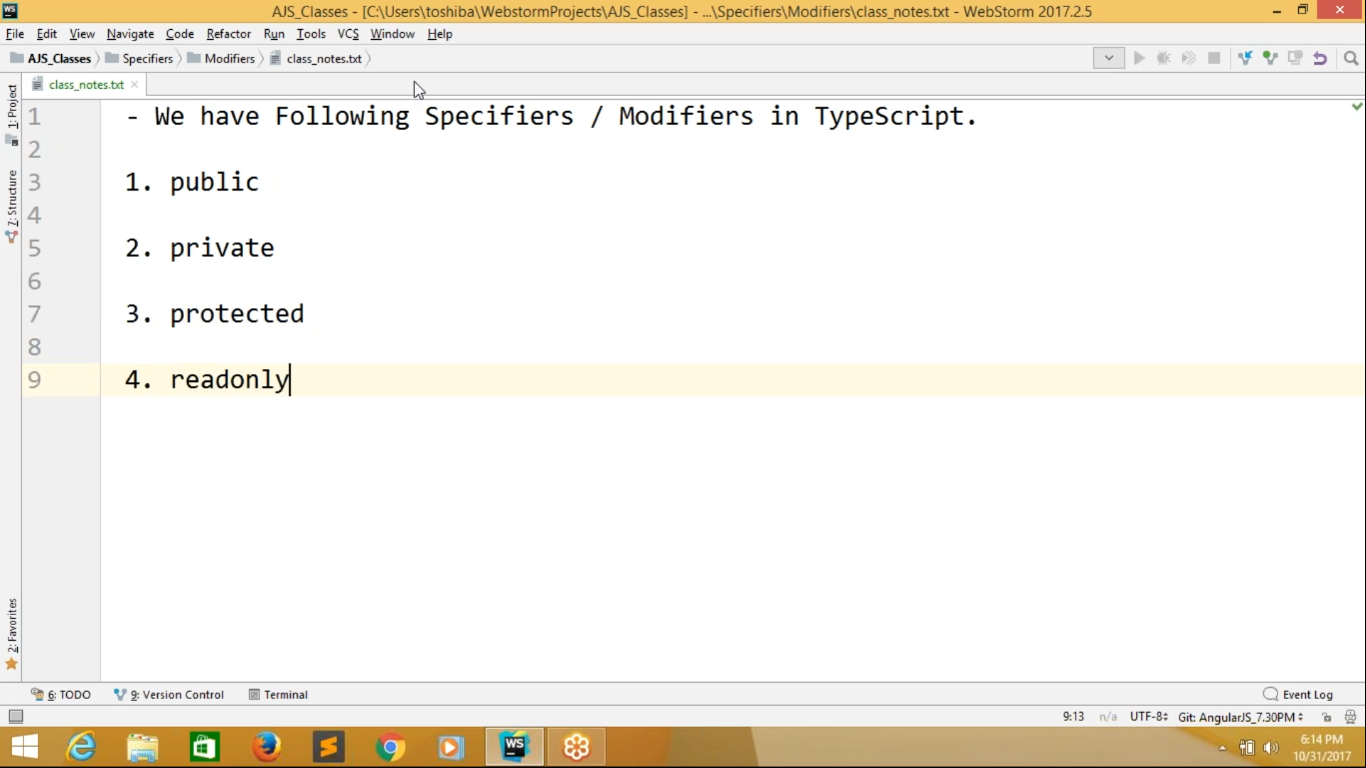 WS AJS_Classes - [C:\Users\toshiba\WebstormProjects\AJS_Classes] - ...\Specifiers\Modifiers\class_notes.txt - WebStorm 2017.2.5
File Edit View Navigate Code Refactor Run Tools VCS Window Help
AJS_Classes Specifiers Modifiers class_notes.txt
class_notes.txt
1: Project
7: Structure
2: Favorites
1 - We have Following Specifiers / Modifiers in TypeScript.
2
3 1. public
4
5 2. private
6
7 3. protected
8
9 4. readonly
6: TODO 9: Version Control Terminal Event Log
9:13 n/a UTF-8 Git: AngularJS_7.30PM
WS 6:14 PM
10/31/2017